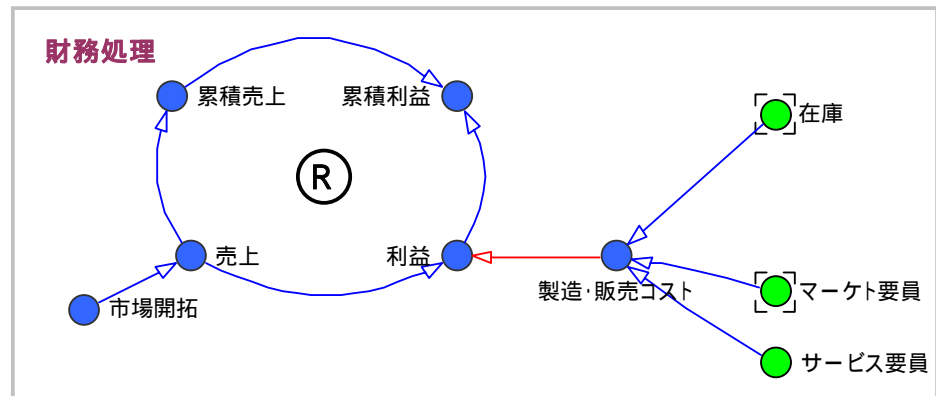 財務処理
累積売上
累積利益
在庫
R
売上
利益
製造・販売コスト
マーケト要員
市場開拓
サービス要員